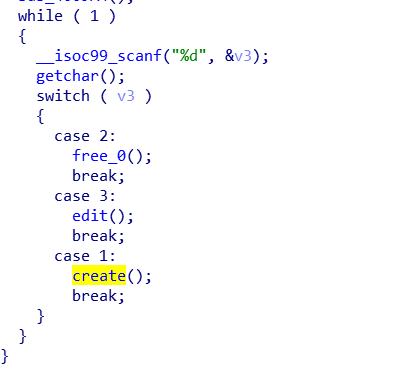 while ( 1 )
{
__isoc99_scanf("%d", &v3);
getchar();
switch ( v3 )
{
case 2:
free_0();
break;
case 3:
edit();
break;
case 1:
create();
break;
}
}
}